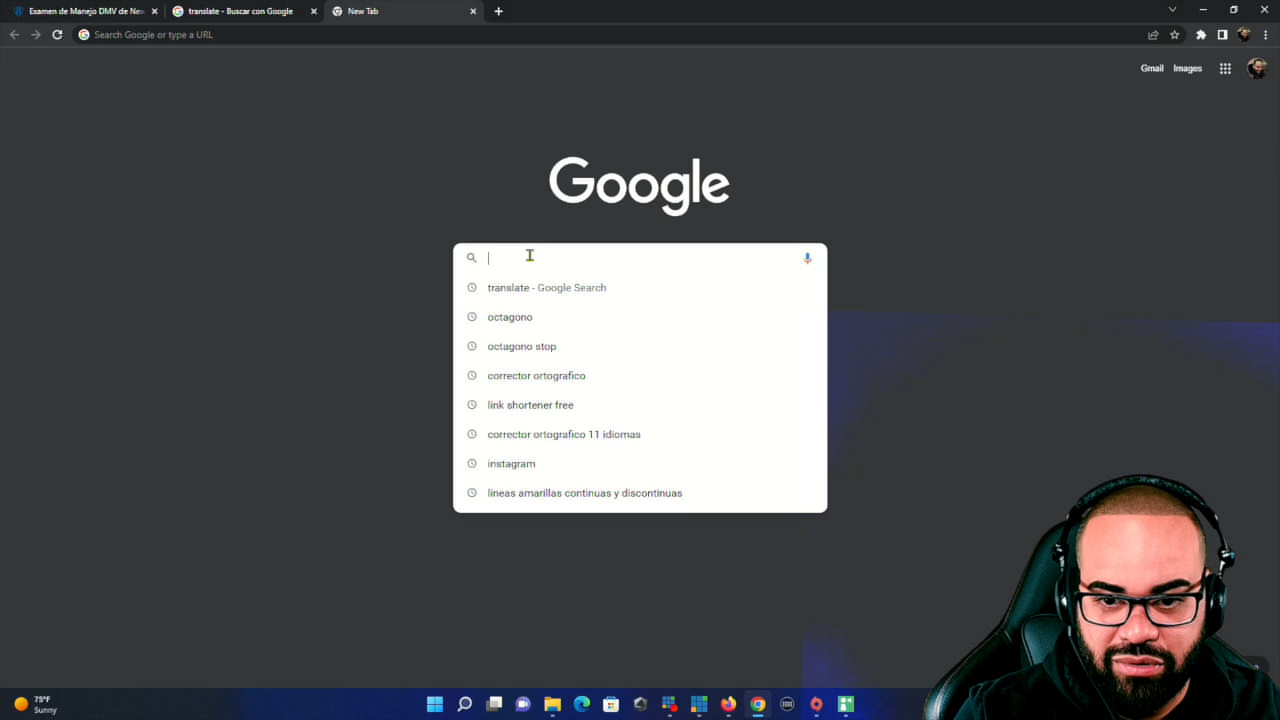 Examen de Manejo DMV de New
translate - Buscar con Google
New Tab
Search Google or type a URL
Gmail
Images
Google
translate - Google Search
octagono
octagono stop
corrector ortografico
link shortener free
corrector ortografico 11 idiomas
instagram
lineas amarillas continuas y discontinuas
79°F
Sunny